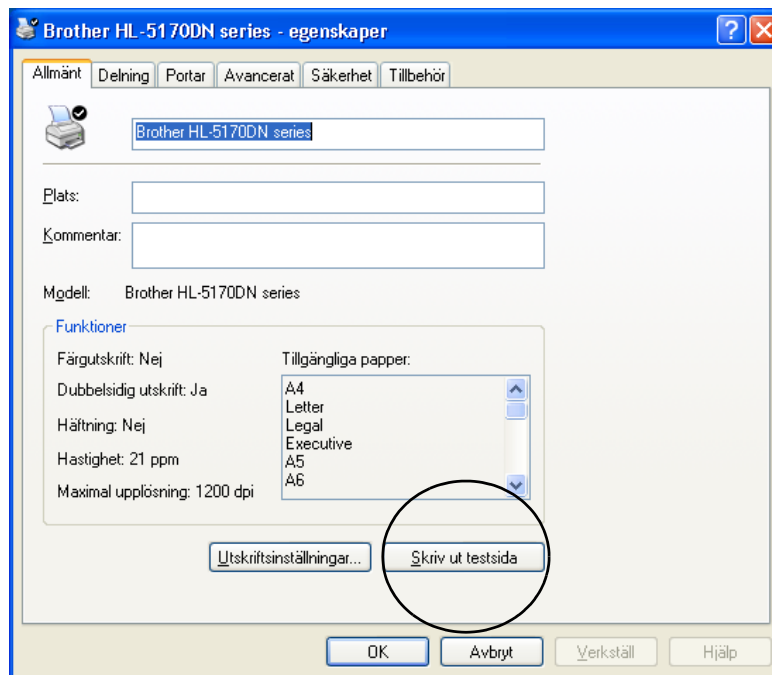 Brother HL-5170DN series - egenskaper
Allmänt Delning Portar Avancerat Säkerhet Tillbehör
Brother HL-5170DN series
Plats:
Kommentar:
Modell: Brother HL-5170DN series
Funktioner
Färgutskrift: Nej
Dubbelsidig utskrift: Ja
Häftning: Nej
Hastighet: 21 ppm
Maximal upplösning: 1200 dpi
Tillgängliga papper:
A4
Letter
Legal
Executive
A5
A6
Utskriftsinställningar... Skriv ut testsida
OK Avbryt Verkställ Hjälp